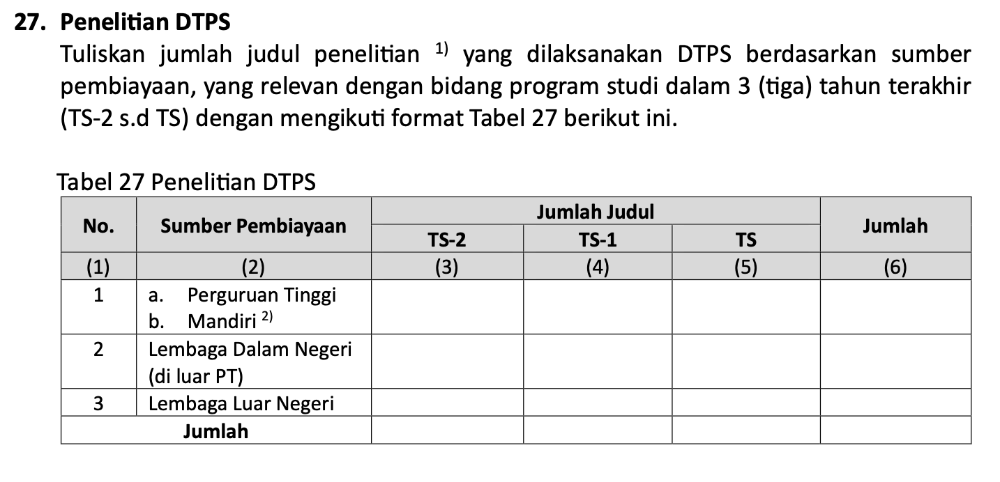 27. Penelitian DTPS
Tuliskan jumlah judul penelitian 1) yang dilaksanakan DTPS berdasarkan sumber
pembiayaan, yang relevan dengan bidang program studi dalam 3 (tiga) tahun terakhir
(TS-2 s.d TS) dengan mengikuti format Tabel 27 berikut ini.
Tabel 27 Penelitian DTPS
No. Sumber Pembiayaan Jumlah Judul Jumlah
TS-2 TS-1 TS
(1) (2) (3) (4) (5) (6)
1 a. Perguruan Tinggi
b. Mandiri 2)
2 Lembaga Dalam Negeri
(di luar PT)
3 Lembaga Luar Negeri
Jumlah